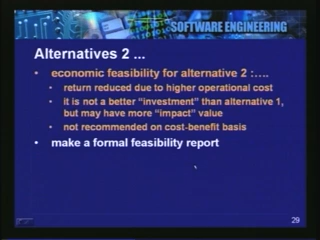 SOFTWARE ENGINEERING
Alternatives 2 ...
• economic feasibility for alternative 2 :….
• return reduced due to higher operational cost
• it is not a better “investment” than alternative 1,
but may have more “impact” value
• not recommended on cost-benefit basis
• make a formal feasibility report
29